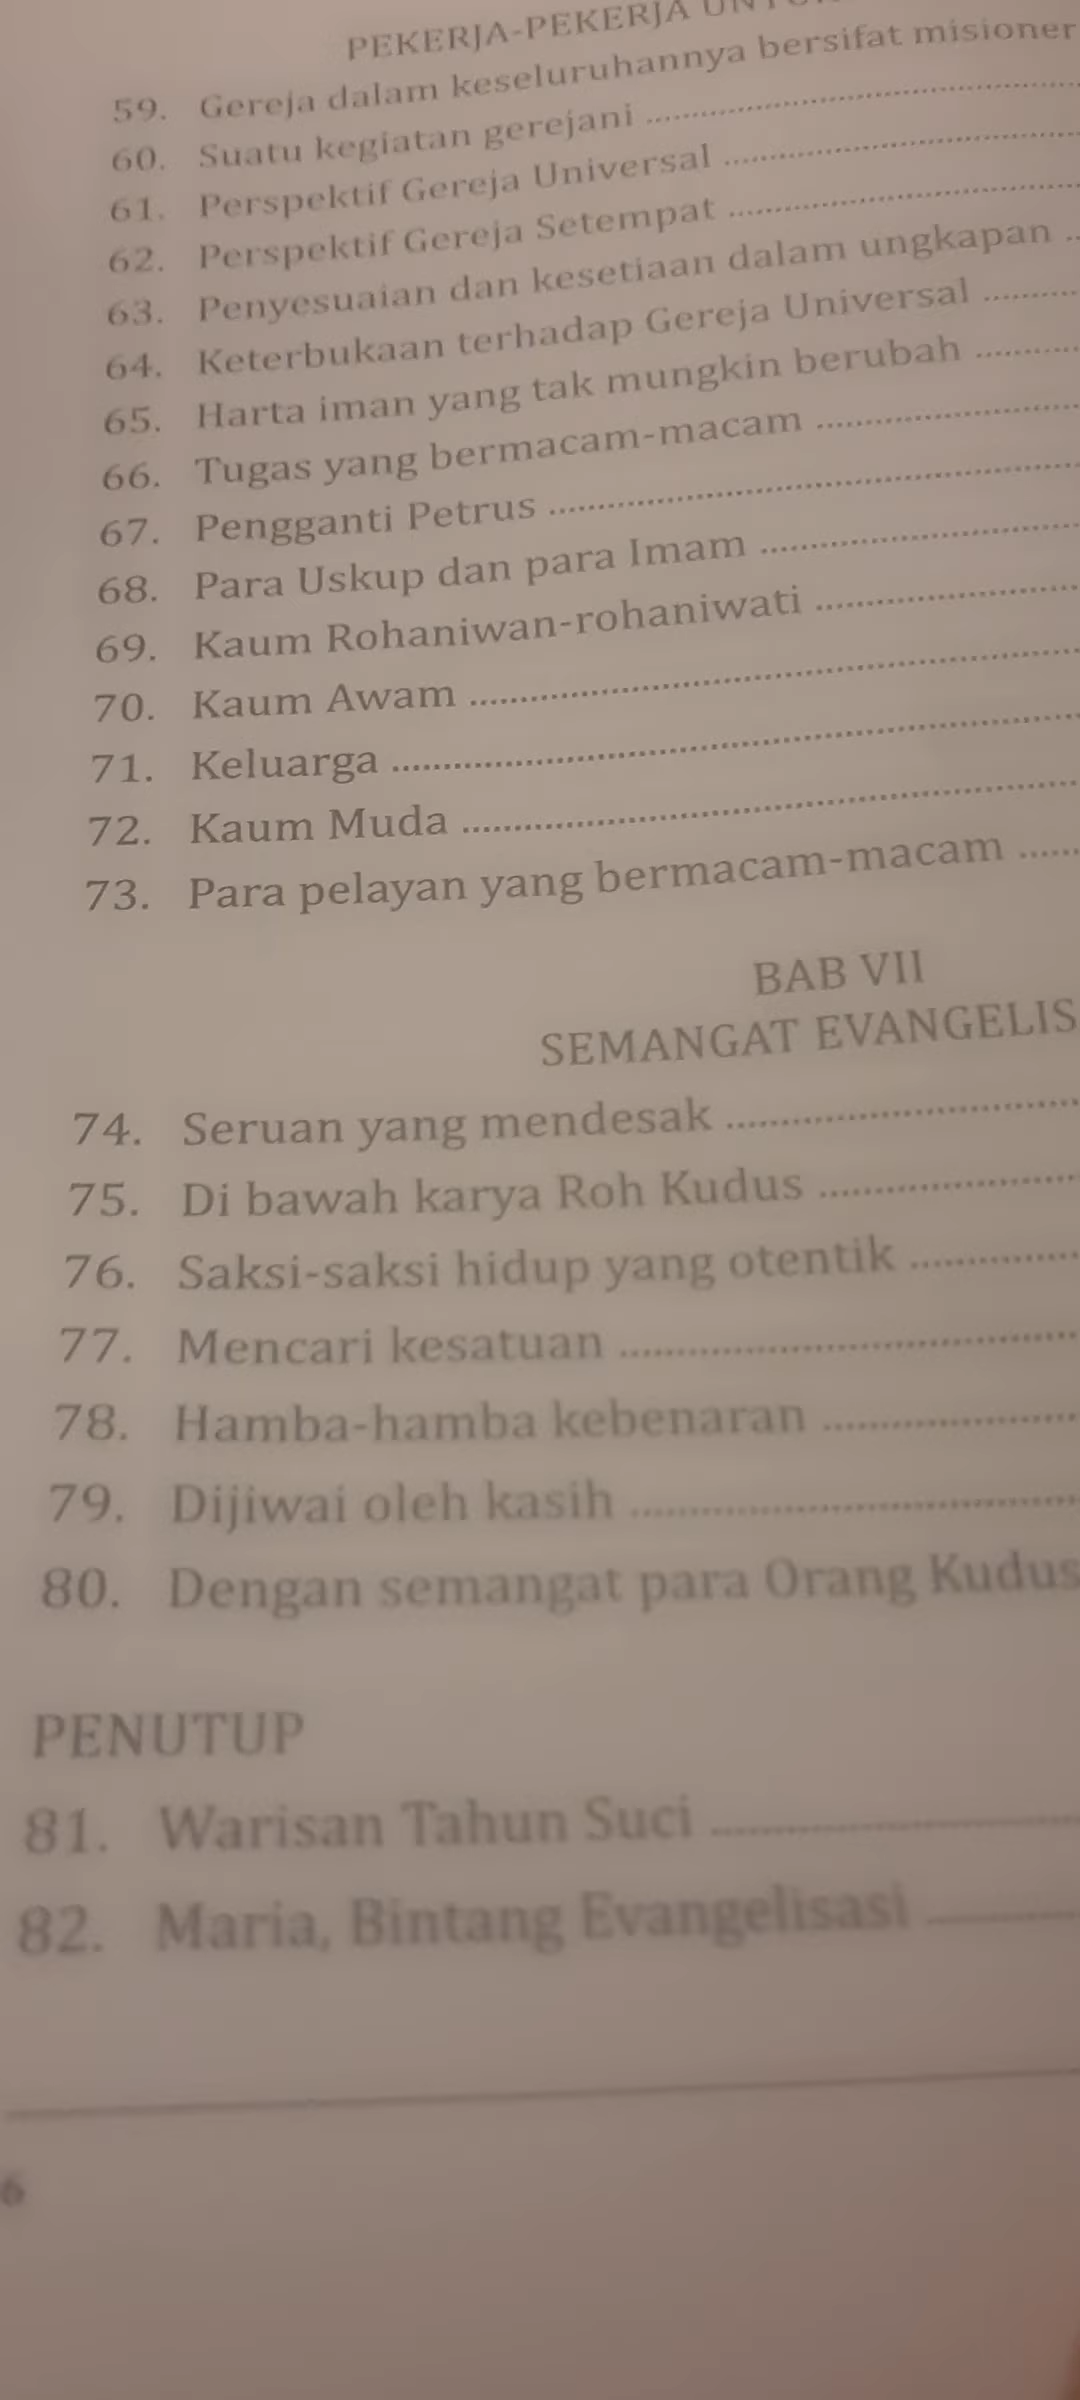 PEKERJA-PEKERJA
59. Gereja dalam keseluruhannya bersifat misioner
60. Suatu kegiatan gerejani ........................
61. Perspektif Gereja Universal ........................
62. Perspektif Gereja Setempat ........................
63. Penyesuaian dan kesetiaan dalam ungkapan ..
64. Keterbukaan terhadap Gereja Universal ..........
65. Harta iman yang tak mungkin berubah ...........
66. Tugas yang bermacam-macam ........................
67. Pengganti Petrus ........................
68. Para Uskup dan para Imam ........................
69. Kaum Rohaniwan-rohaniwati ........................
70. Kaum Awam ........................
71. Keluarga ........................
72. Kaum Muda ........................
73. Para pelayan yang bermacam-macam ......
BAB VII
SEMANGAT EVANGELIS
74. Seruan yang mendesak ........................
75. Di bawah karya Roh Kudus ........................
76. Saksi-saksi hidup yang otentik ...............
77. Mencari kesatuan ........................
78. Hamba-hamba kebenaran ........................
79. Dijiwai oleh kasih ........................
80. Dengan semangat para Orang Kudus
PENUTUP
81. Warisan Tahun Suci ........................
82. Maria, Bintang Evangelisasi ............
6